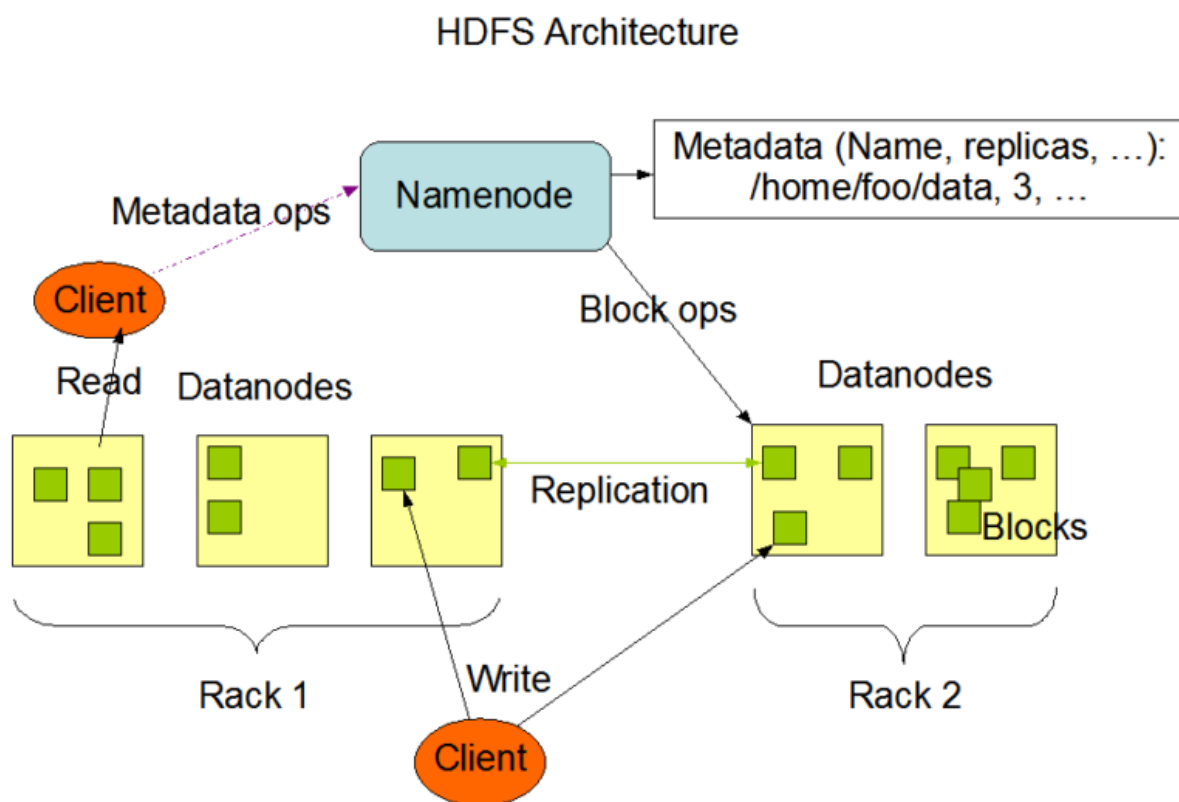 HDFS Architecture
Metadata (Name, replicas, …):
/home/foo/data, 3, …
Namenode
Metadata ops
Client
Block ops
Read
Datanodes
Datanodes
Replication
Blocks
Rack 1
Write
Rack 2
Client